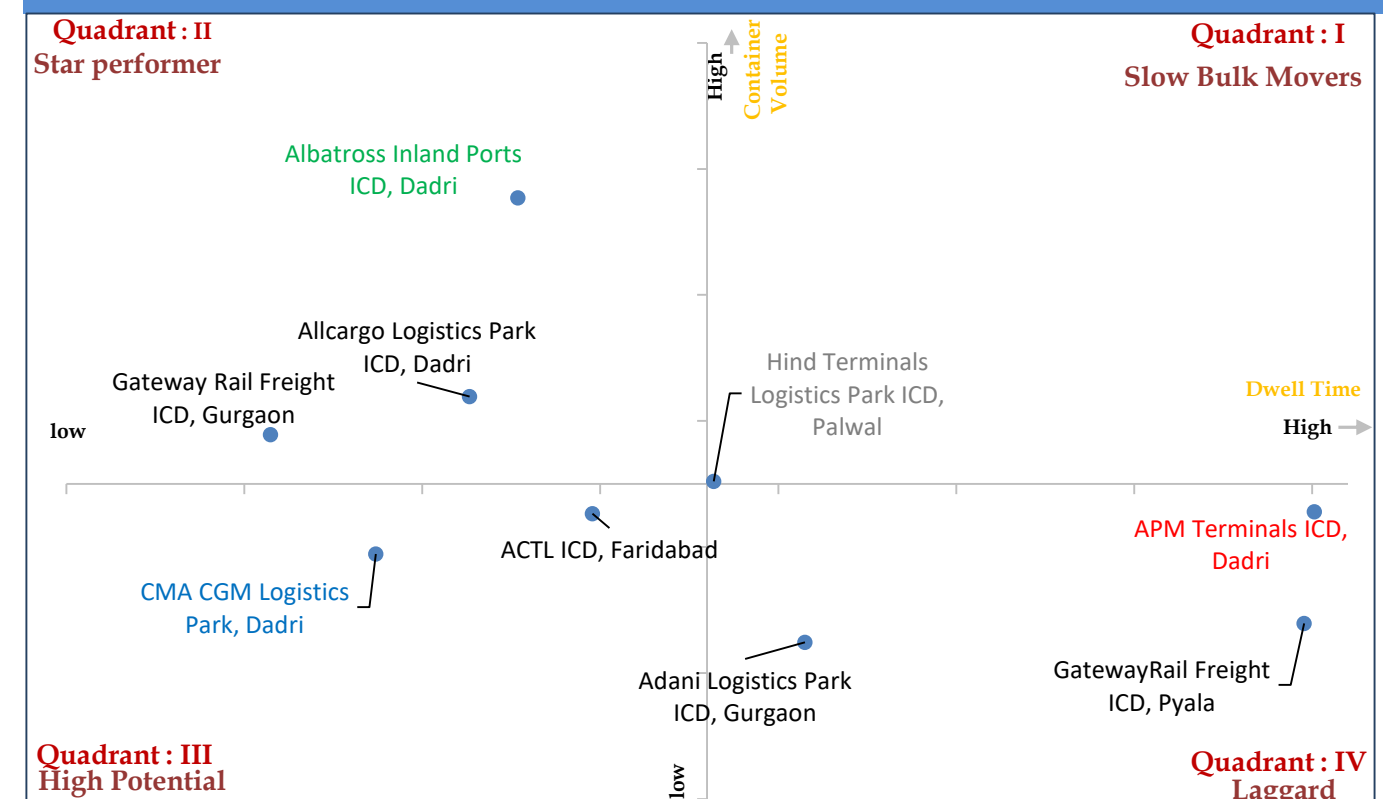 Quadrant : II
Star performer
High
Container
Volume
Quadrant : I
Slow Bulk Movers
Albatross Inland Ports
ICD, Dadri
Allcargo Logistics Park
ICD, Dadri
Gateway Rail Freight
ICD, Gurgaon
low
Hind Terminals
Logistics Park ICD,
Palwal
Dwell Time
High
ACTL ICD, Faridabad
APM Terminals ICD,
Dadri
CMA CGM Logistics
Park, Dadri
Adani Logistics Park
ICD, Gurgaon
GatewayRail Freight
ICD, Pyala
Quadrant : III
High Potential
low
Quadrant : IV
Laggard